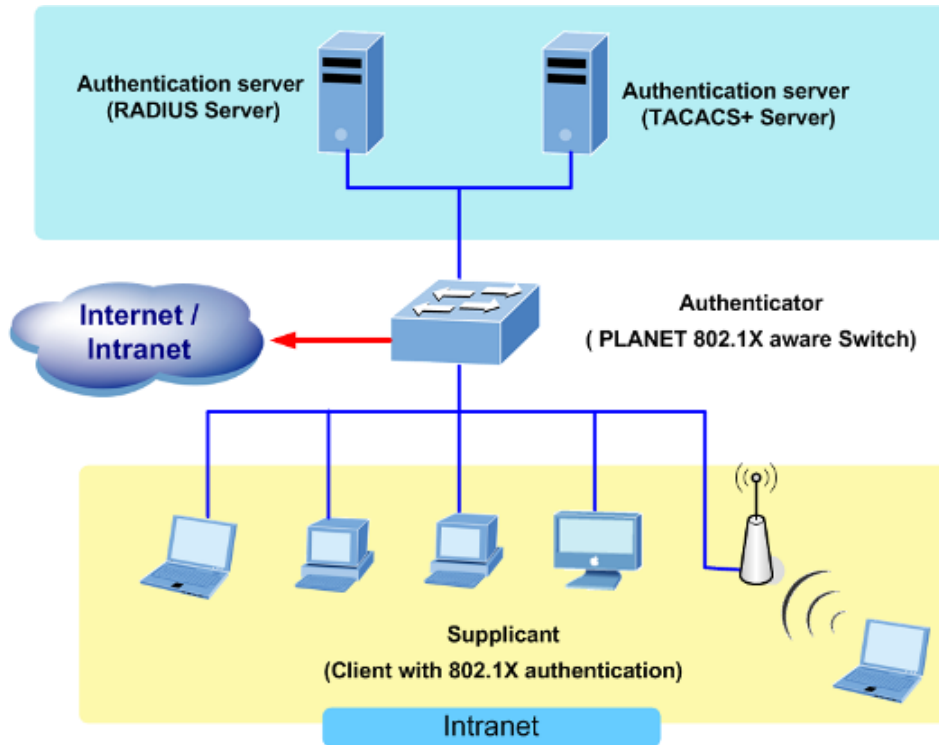 Authentication server
(RADIUS Server)
Authentication server
(TACACS+ Server)
Internet /
Intranet
Authenticator
( PLANET 802.1X aware Switch)
Supplicant
(Client with 802.1X authentication)
Intranet